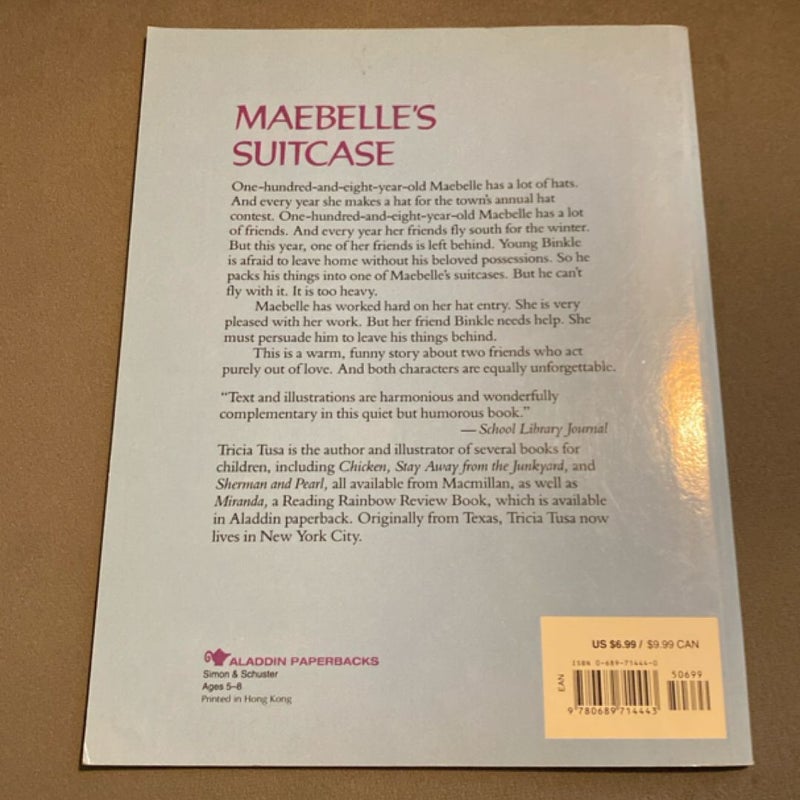 MAEBELLE'S
SUITCASE
One-hundred-and-eight-year-old Maebelle has a lot of hats.
And every year she makes a hat for the town's annual hat
contest. One-hundred-and-eight-year-old Maebelle has a lot
of friends. And every year her friends fly south for the winter.
But this year, one of her friends is left behind. Young Binkle
is afraid to leave home without his beloved possessions. So he
packs his things into one of Maebelle's suitcases. But he can't
fly with it. It is too heavy.
Maebelle has worked hard on her hat entry. She is very
pleased with her work. But her friend Binkle needs help. She
must persuade him to leave his things behind.
This is a warm, funny story about two friends who act
purely out of love. And both characters are equally unforgettable.
“Text and illustrations are harmonious and wonderfully
complementary in this quiet but humorous book.”
— School Library Journal
Tricia Tusa is the author and illustrator of several books for
children, including Chicken, Stay Away from the Junkyard, and
Sherman and Pearl, all available from Macmillan, as well as
Miranda, a Reading Rainbow Review Book, which is available
in Aladdin paperback. Originally from Texas, Tricia Tusa now
lives in New York City.
ALADDIN PAPERBACKS
Simon & Schuster
Ages 5–8
Printed in Hong Kong
US $6.99 / $9.99 CAN
ISBN 0-689-71444-0
50699
EAN
9 780689 714443